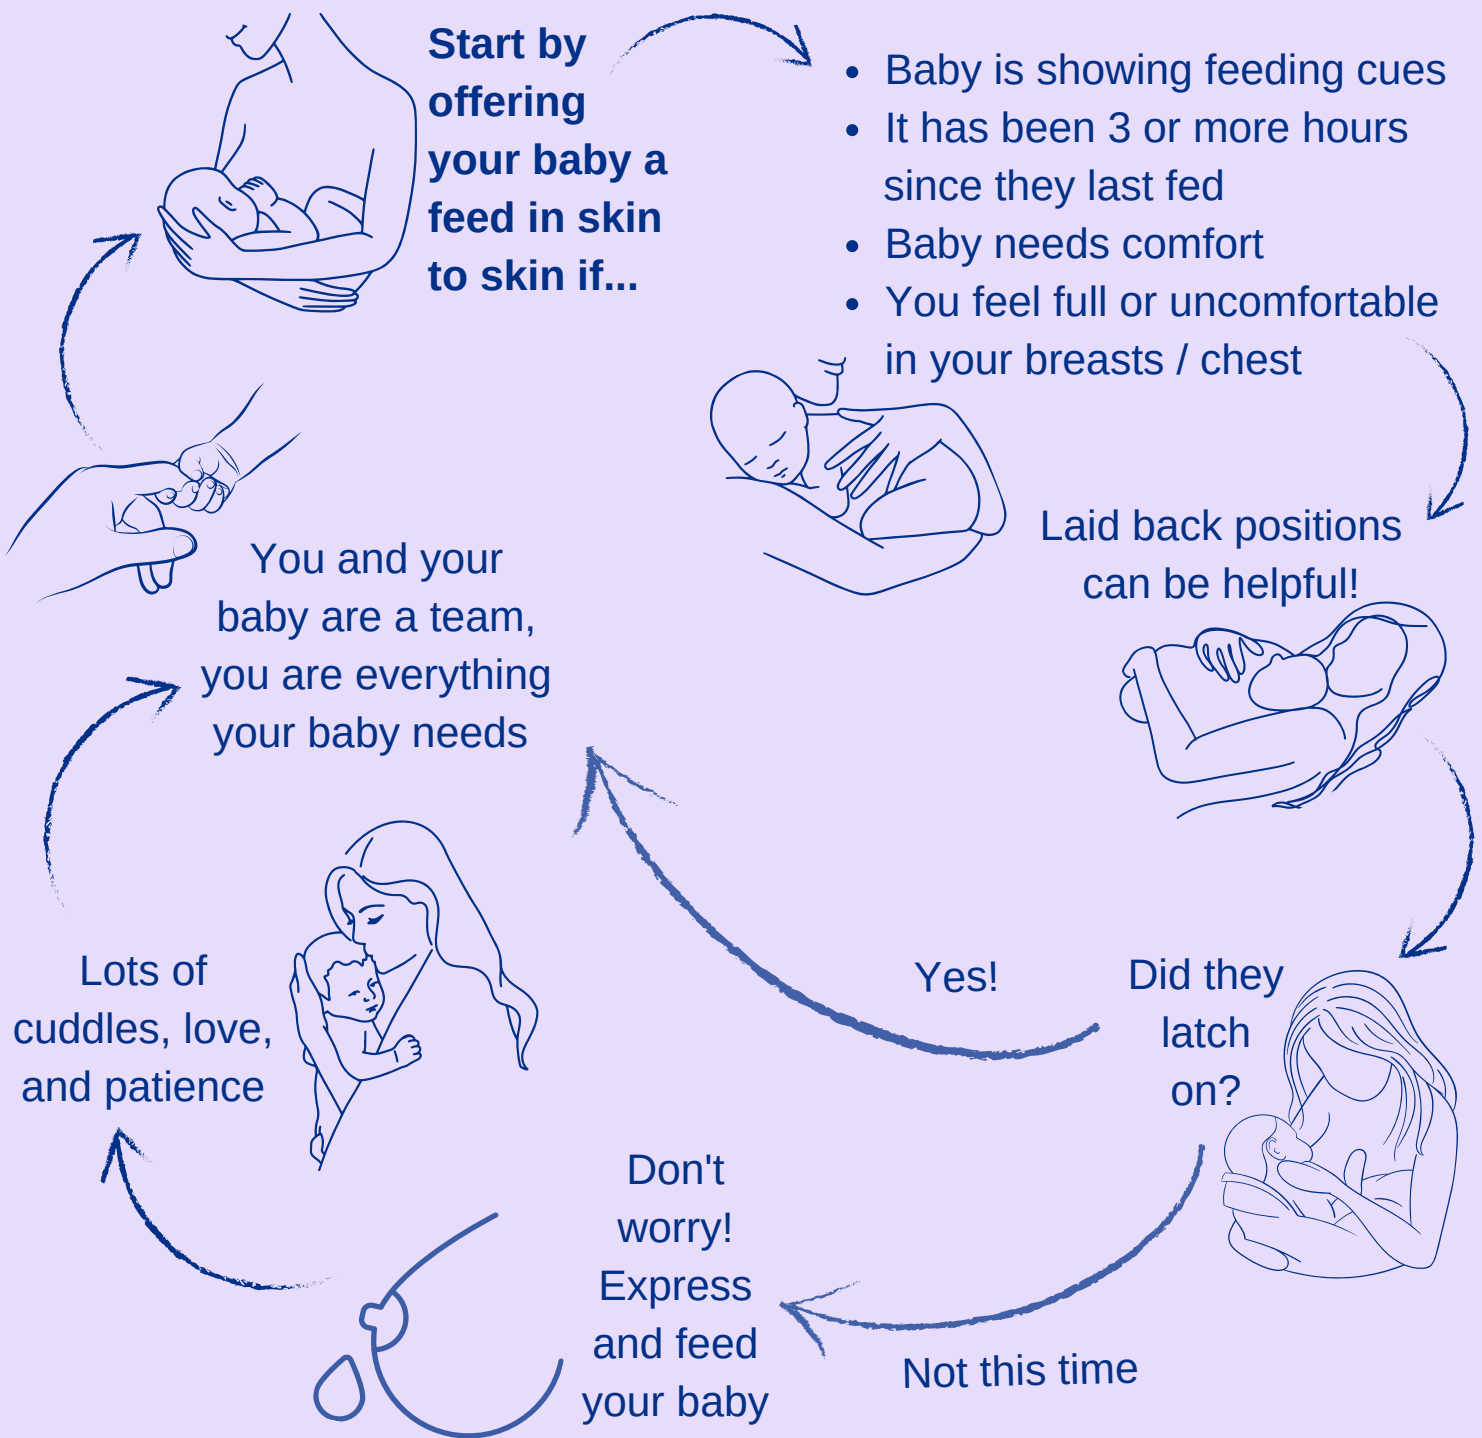 Start by
offering
your baby a
feed in skin
to skin if...
• Baby is showing feeding cues
• It has been 3 or more hours
since they last fed
• Baby needs comfort
• You feel full or uncomfortable
in your breasts / chest
Laid back positions
can be helpful!
Did they
latch
on?
Yes!
Not this time
Don't
worry!
Express
and feed
your baby
Lots of
cuddles, love,
and patience
You and your
baby are a team,
you are everything
your baby needs